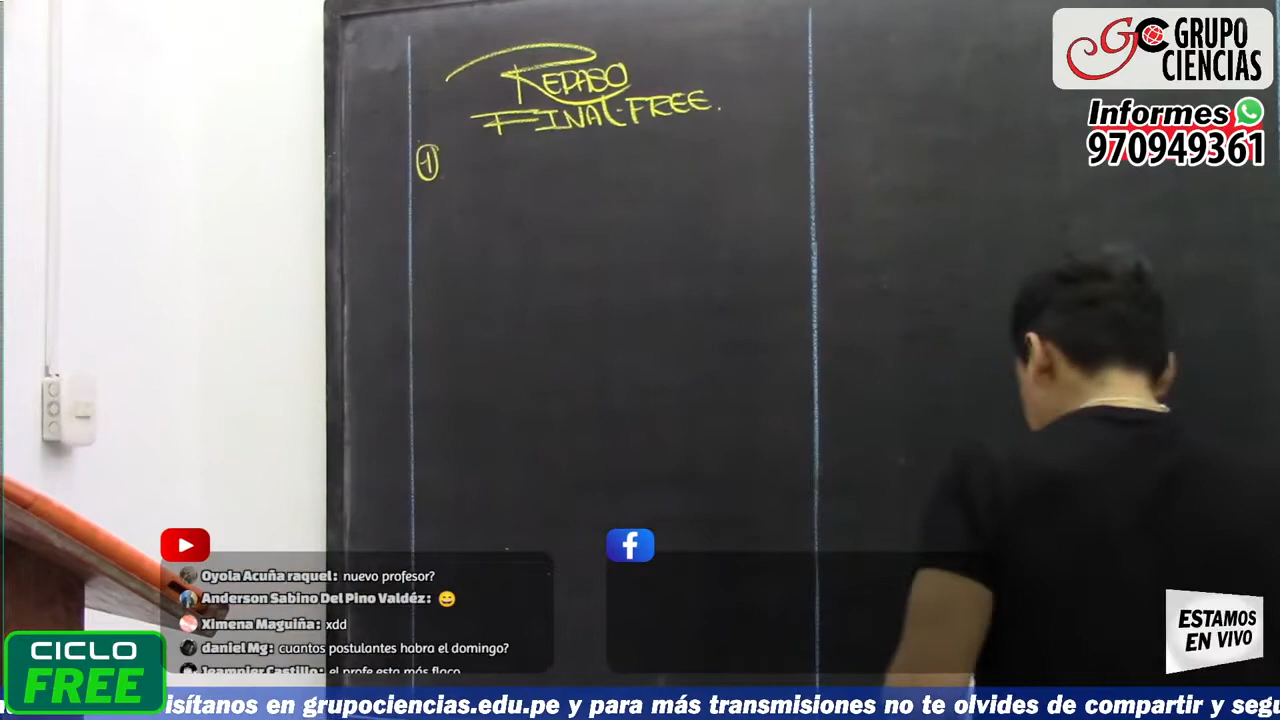 REPASO
FINAL-FREE.
1
GRUPO
CIENCIAS
Informes
970949361
Oyola Acuña raquel: nuevo profesor?
Anderson Sabino Del Pino Valdéz: 😄
Ximena Maguiña: xdd
daniel Mg: cuantos postulantes habra el domingo?
Jeampier Castillo: el profe esta más flaco
ESTAMOS
EN VIVO
CICLO
FREE
isítanos en grupociencias.edu.pe y para más transmisiones no te olvides de compartir y segu